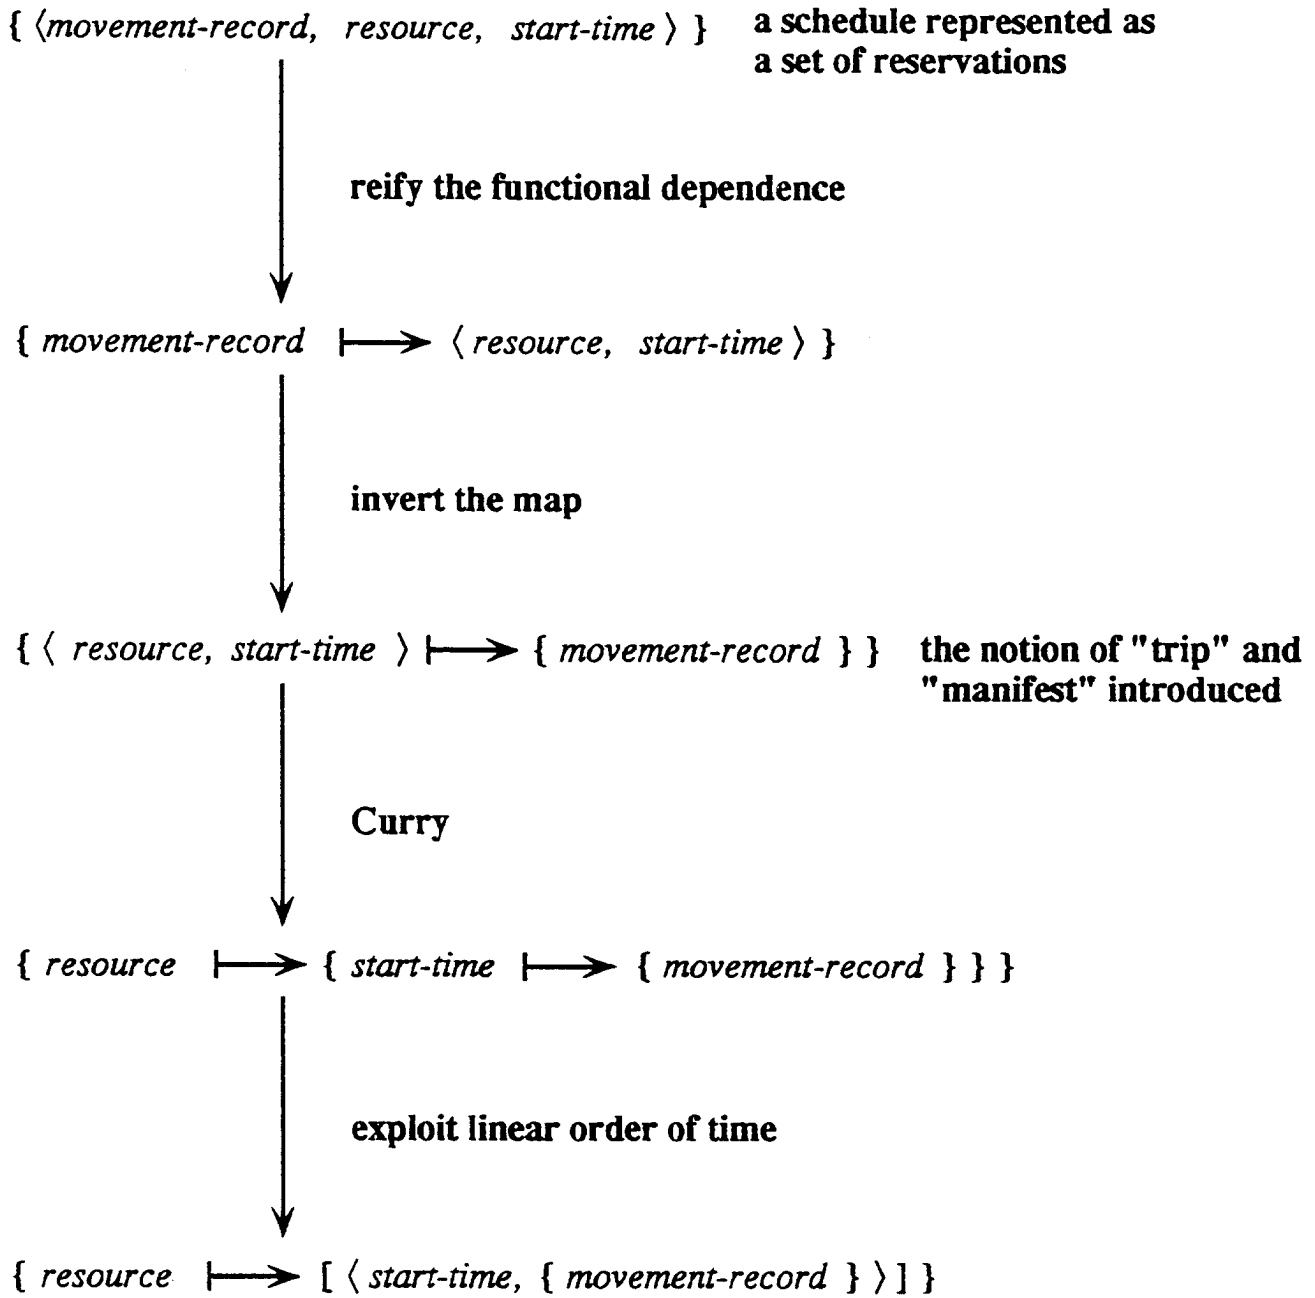 { ⟨movement-record, resource, start-time ⟩ } a schedule represented as
a set of reservations
reify the functional dependence
{ movement-record ⟼ ⟨ resource, start-time ⟩ }
invert the map
{ ⟨ resource, start-time ⟩ ⟼ { movement-record } } the notion of "trip" and
"manifest" introduced
Curry
{ resource ⟼ { start-time ⟼ { movement-record } } }
exploit linear order of time
{ resource ⟼ [ ⟨ start-time, { movement-record } ⟩ ] }